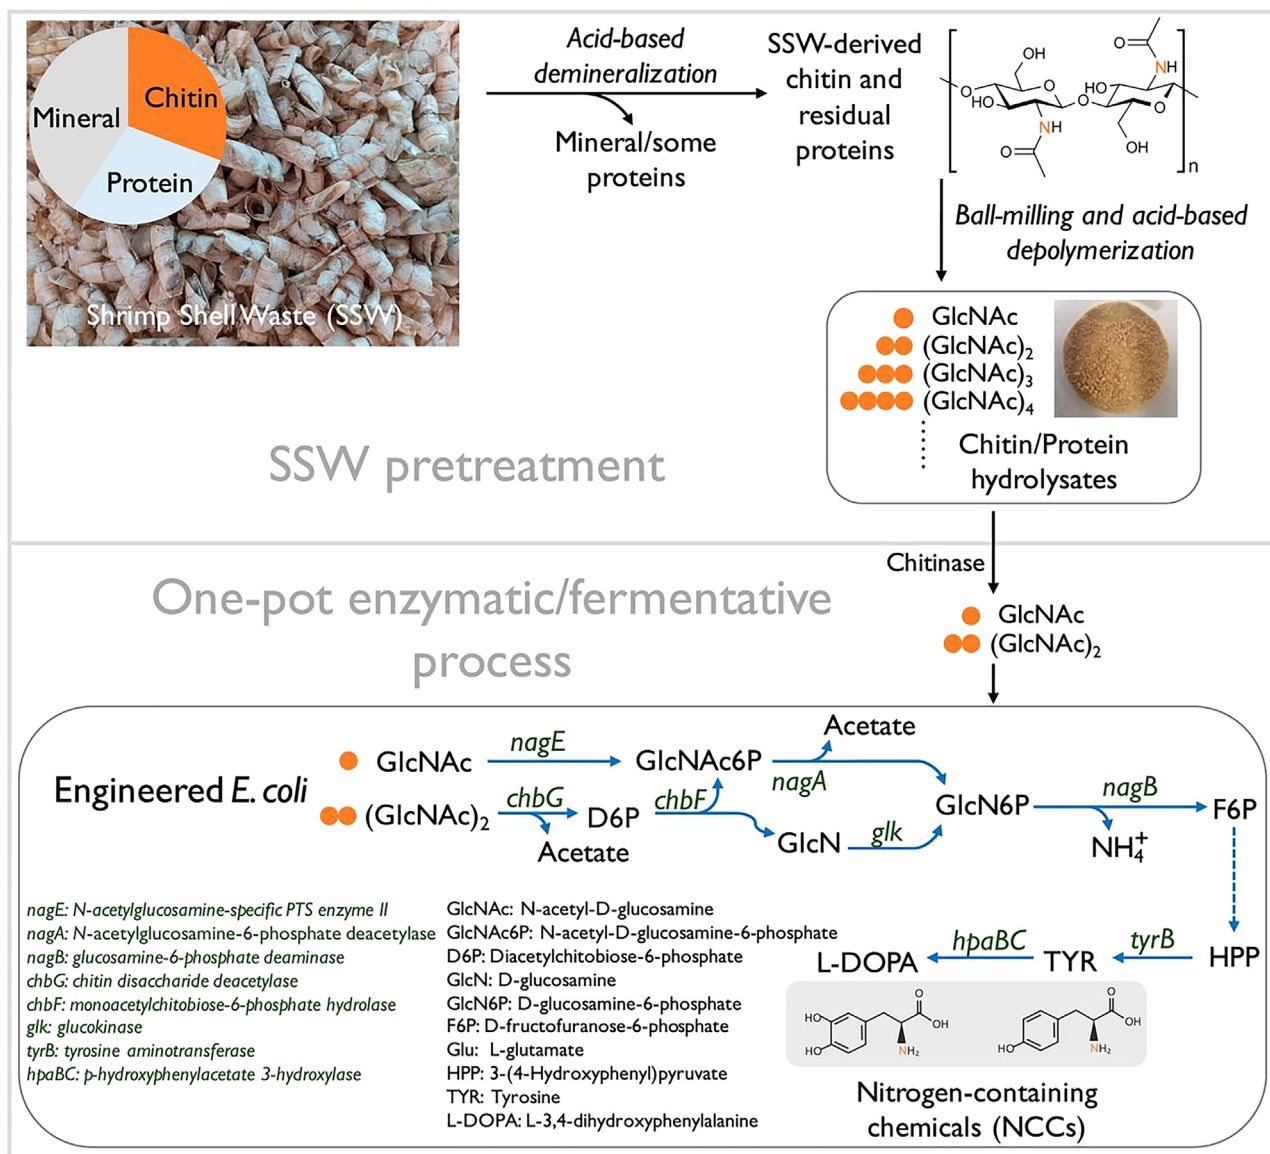 Mineral
Chitin
Protein
Shrimp Shell Waste (SSW)
Acid-based
demineralization
Mineral/some
proteins
SSW-derived
chitin and
residual
proteins
OH
O
HO
NH
O
O
O
NH
HO
O
OH
n
Ball-milling and acid-based
depolymerization
GlcNAc
(GlcNAc)2
(GlcNAc)3
(GlcNAc)4
Chitin/Protein
hydrolysates
SSW pretreatment
Chitinase
One-pot enzymatic/fermentative
process
GlcNAc
(GlcNAc)2
Engineered E. coli
GlcNAc
nagE
GlcNAc6P
nagA
Acetate
(GlcNAc)2
chbG
Acetate
D6P
chbF
GlcN
glk
GlcN6P
nagB
NH4+
F6P
HPP
tyrB
TYR
hpaBC
L-DOPA
HO
HO
O
OH
NH2
HO
O
OH
NH2
Nitrogen-containing
chemicals (NCCs)
nagE: N-acetylglucosamine-specific PTS enzyme II
nagA: N-acetylglucosamine-6-phosphate deacetylase
nagB: glucosamine-6-phosphate deaminase
chbG: chitin disaccharide deacetylase
chbF: monoacetylchitobiose-6-phosphate hydrolase
glk: glucokinase
tyrB: tyrosine aminotransferase
hpaBC: p-hydroxyphenylacetate 3-hydroxylase
GlcNAc: N-acetyl-D-glucosamine
GlcNAc6P: N-acetyl-D-glucosamine-6-phosphate
D6P: Diacetylchitobiose-6-phosphate
GlcN: D-glucosamine
GlcN6P: D-glucosamine-6-phosphate
F6P: D-fructofuranose-6-phosphate
Glu: L-glutamate
HPP: 3-(4-Hydroxyphenyl)pyruvate
TYR: Tyrosine
L-DOPA: L-3,4-dihydroxyphenylalanine